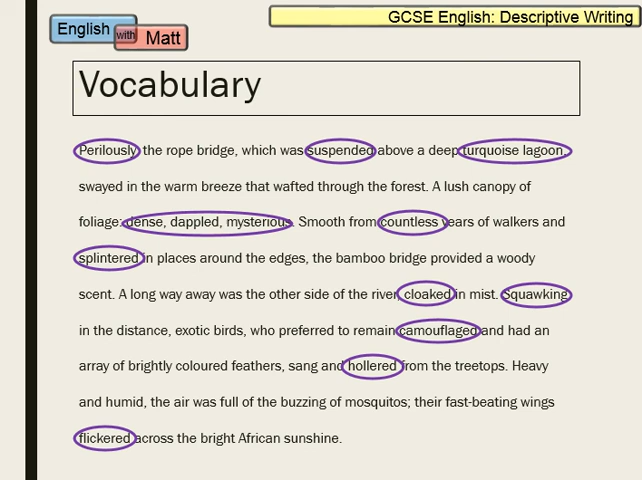 GCSE English: Descriptive Writing
English with Matt
Vocabulary
Perilously the rope bridge, which was suspended above a deep turquoise lagoon,
swayed in the warm breeze that wafted through the forest. A lush canopy of
foliage: dense, dappled, mysterious. Smooth from countless years of walkers and
splintered in places around the edges, the bamboo bridge provided a woody
scent. A long way away was the other side of the river, cloaked in mist. Squawking
in the distance, exotic birds, who preferred to remain camouflaged and had an
array of brightly coloured feathers, sang and hollered from the treetops. Heavy
and humid, the air was full of the buzzing of mosquitos; their fast-beating wings
flickered across the bright African sunshine.